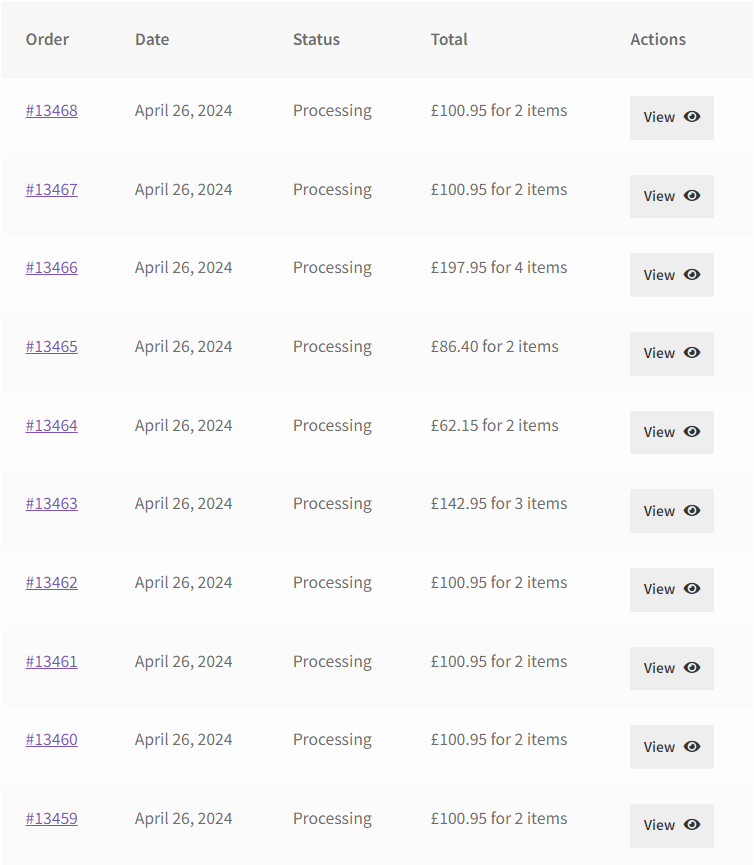 Order Date Status Total Actions
#13468 April 26, 2024 Processing £100.95 for 2 items View
#13467 April 26, 2024 Processing £100.95 for 2 items View
#13466 April 26, 2024 Processing £197.95 for 4 items View
#13465 April 26, 2024 Processing £86.40 for 2 items View
#13464 April 26, 2024 Processing £62.15 for 2 items View
#13463 April 26, 2024 Processing £142.95 for 3 items View
#13462 April 26, 2024 Processing £100.95 for 2 items View
#13461 April 26, 2024 Processing £100.95 for 2 items View
#13460 April 26, 2024 Processing £100.95 for 2 items View
#13459 April 26, 2024 Processing £100.95 for 2 items View